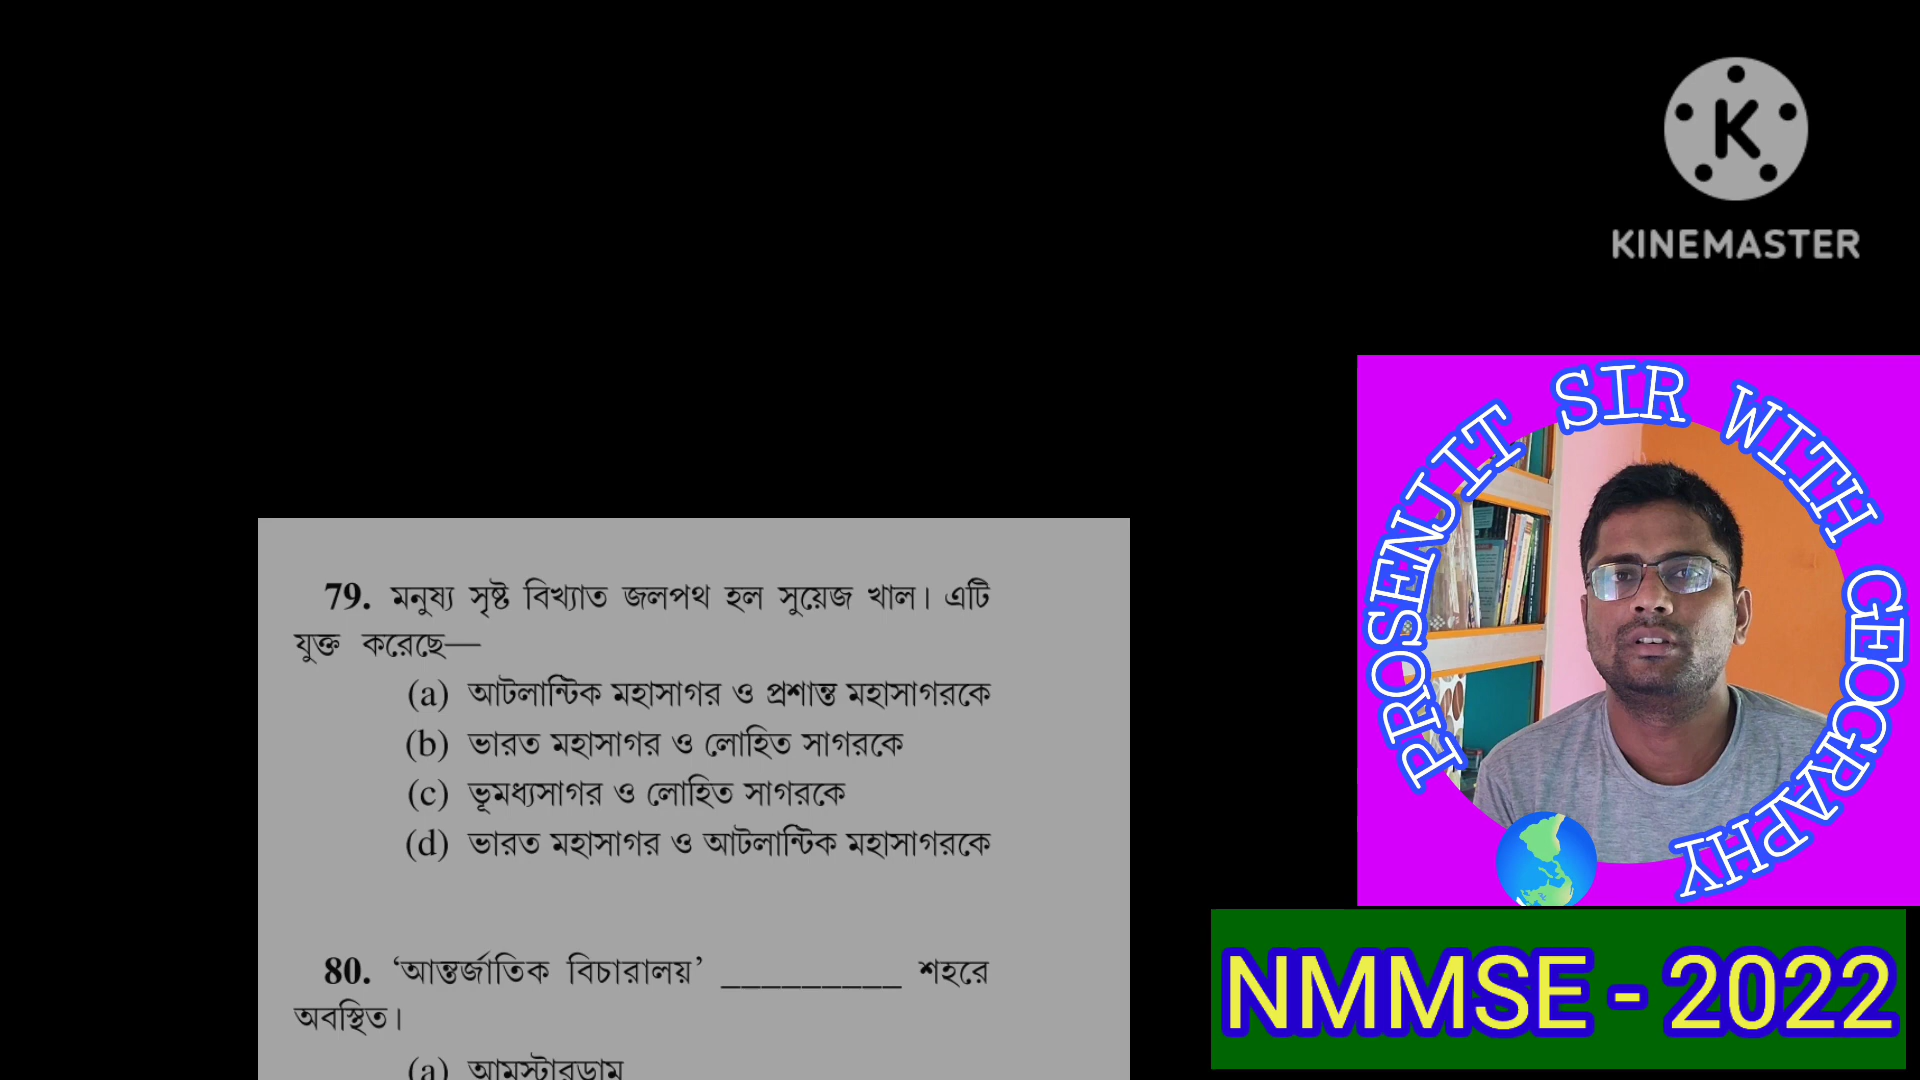 KINEMASTER
PROSENJIT SIR WITH GEOGRAPHY
79. মনুষ্য সৃষ্ট বিখ্যাত জলপথ হল সুয়েজ খাল। এটি
যুক্ত করেছে—
(a) আটলান্টিক মহাসাগর ও প্রশান্ত মহাসাগরকে
(b) ভারত মহাসাগর ও লোহিত সাগরকে
(c) ভূমধ্যসাগর ও লোহিত সাগরকে
(d) ভারত মহাসাগর ও আটলান্টিক মহাসাগরকে
80. ‘আন্তর্জাতিক বিচারালয়’ _________ শহরে
অবস্থিত।
(a) আমস্টারডাম
NMMSE - 2022